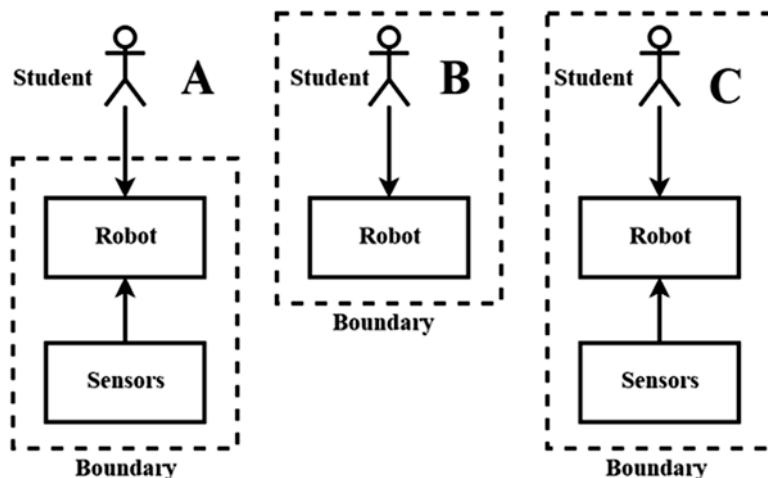 Student
A
Robot
Sensors
Boundary
Student
B
Robot
Boundary
Student
C
Robot
Sensors
Boundary